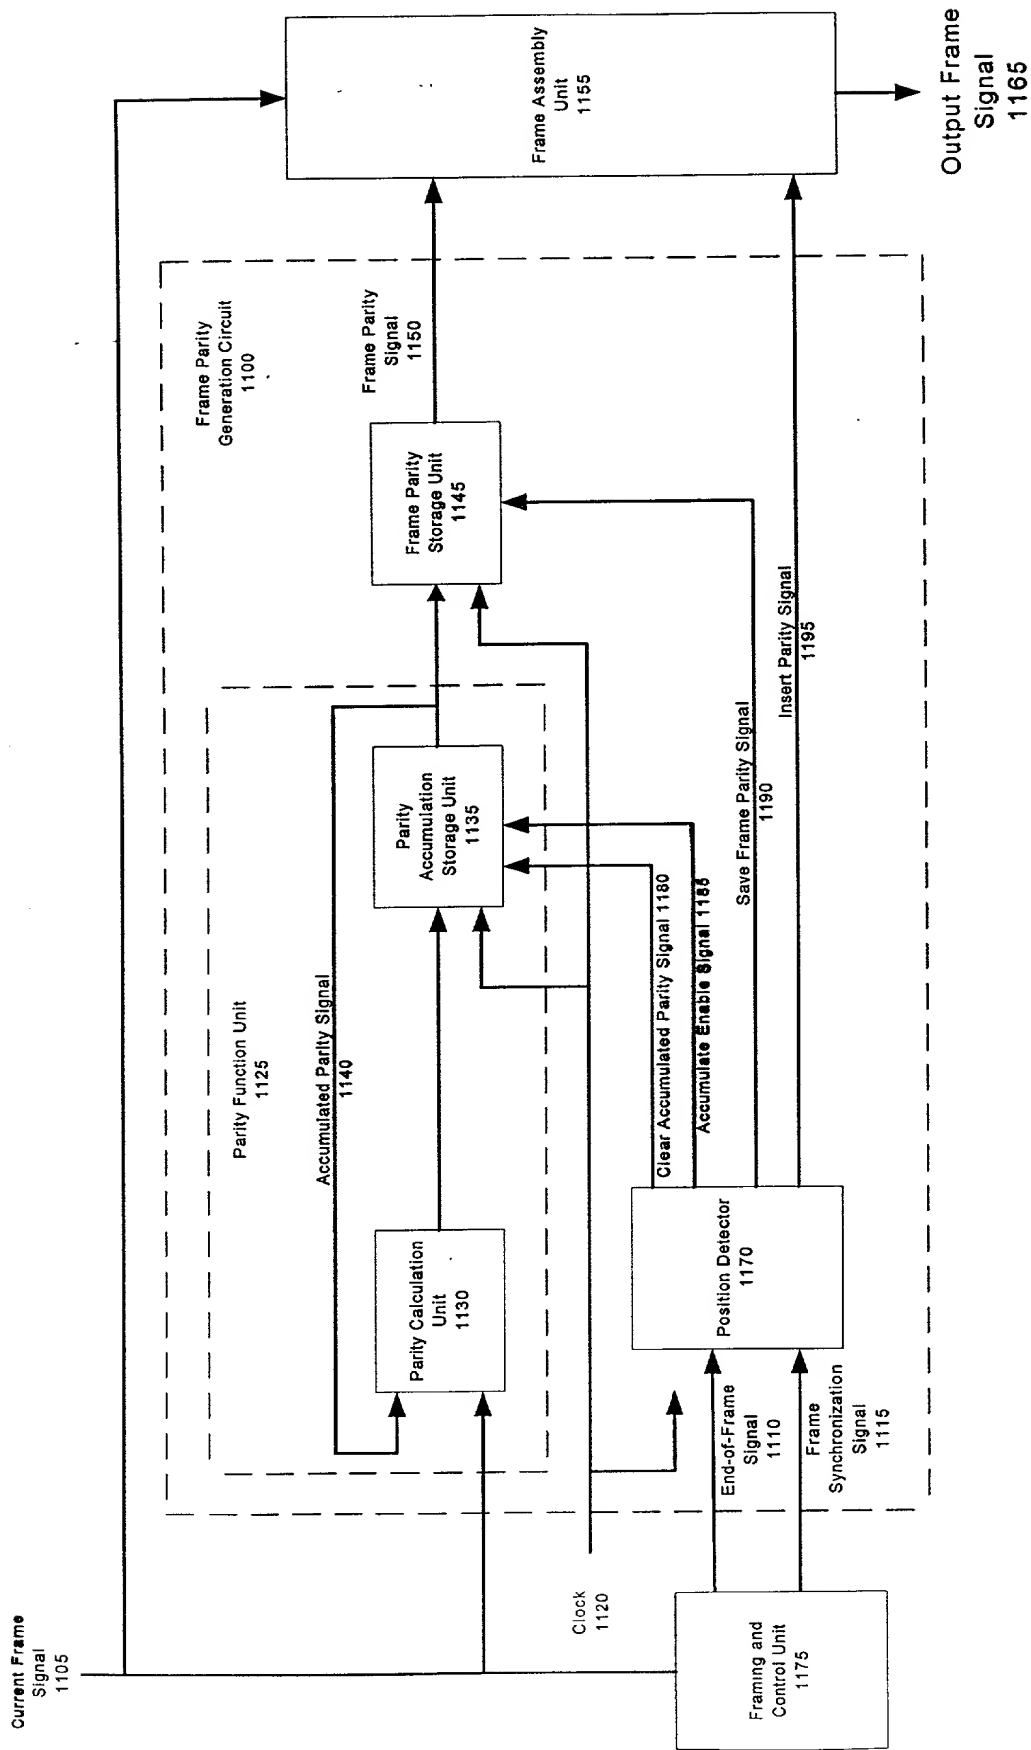 Current Frame
Signal
1105
Frame Parity
Generation Circuit
1100
Parity Function Unit
1125
Accumulated Parity Signal
1140
Parity Calculation
Unit
1130
Parity
Accumulation
Storage Unit
1135
Frame Parity
Storage Unit
1145
Frame Parity
Signal
1150
Frame Assembly
Unit
1155
Output Frame
Signal
1165
Clock
1120
Clear Accumulated Parity Signal 1180
Accumulate Enable Signal 1185
Save Frame Parity Signal
1190
Insert Parity Signal
1195
Position Detector
1170
End-of-Frame
Signal
1110
Frame
Synchronization
Signal
1115
Framing and
Control Unit
1175